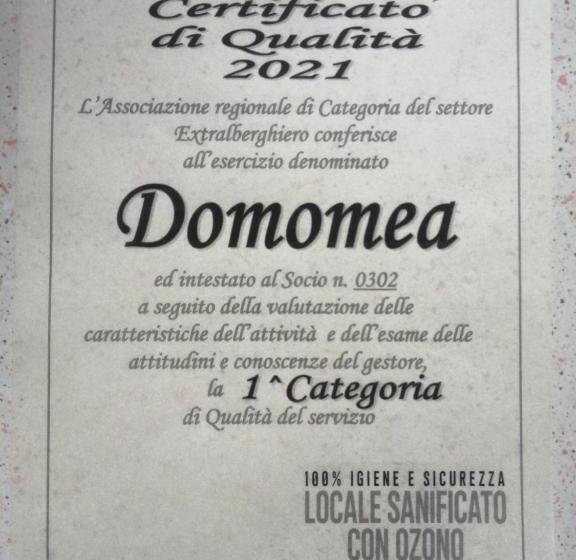 Certificato
di Qualità
2021
L'Associazione regionale di Categoria del settore
Extralberghiero conferisce
all'esercizio denominato
Domomea
ed intestato al Socio n. 0302
a seguito della valutazione delle
caratteristiche dell'attività e dell'esame delle
attitudini e conoscenze del gestore,
la 1^Categoria
di Qualità del servizio
100% IGIENE E SICUREZZA
LOCALE SANIFICATO
CON OZONO